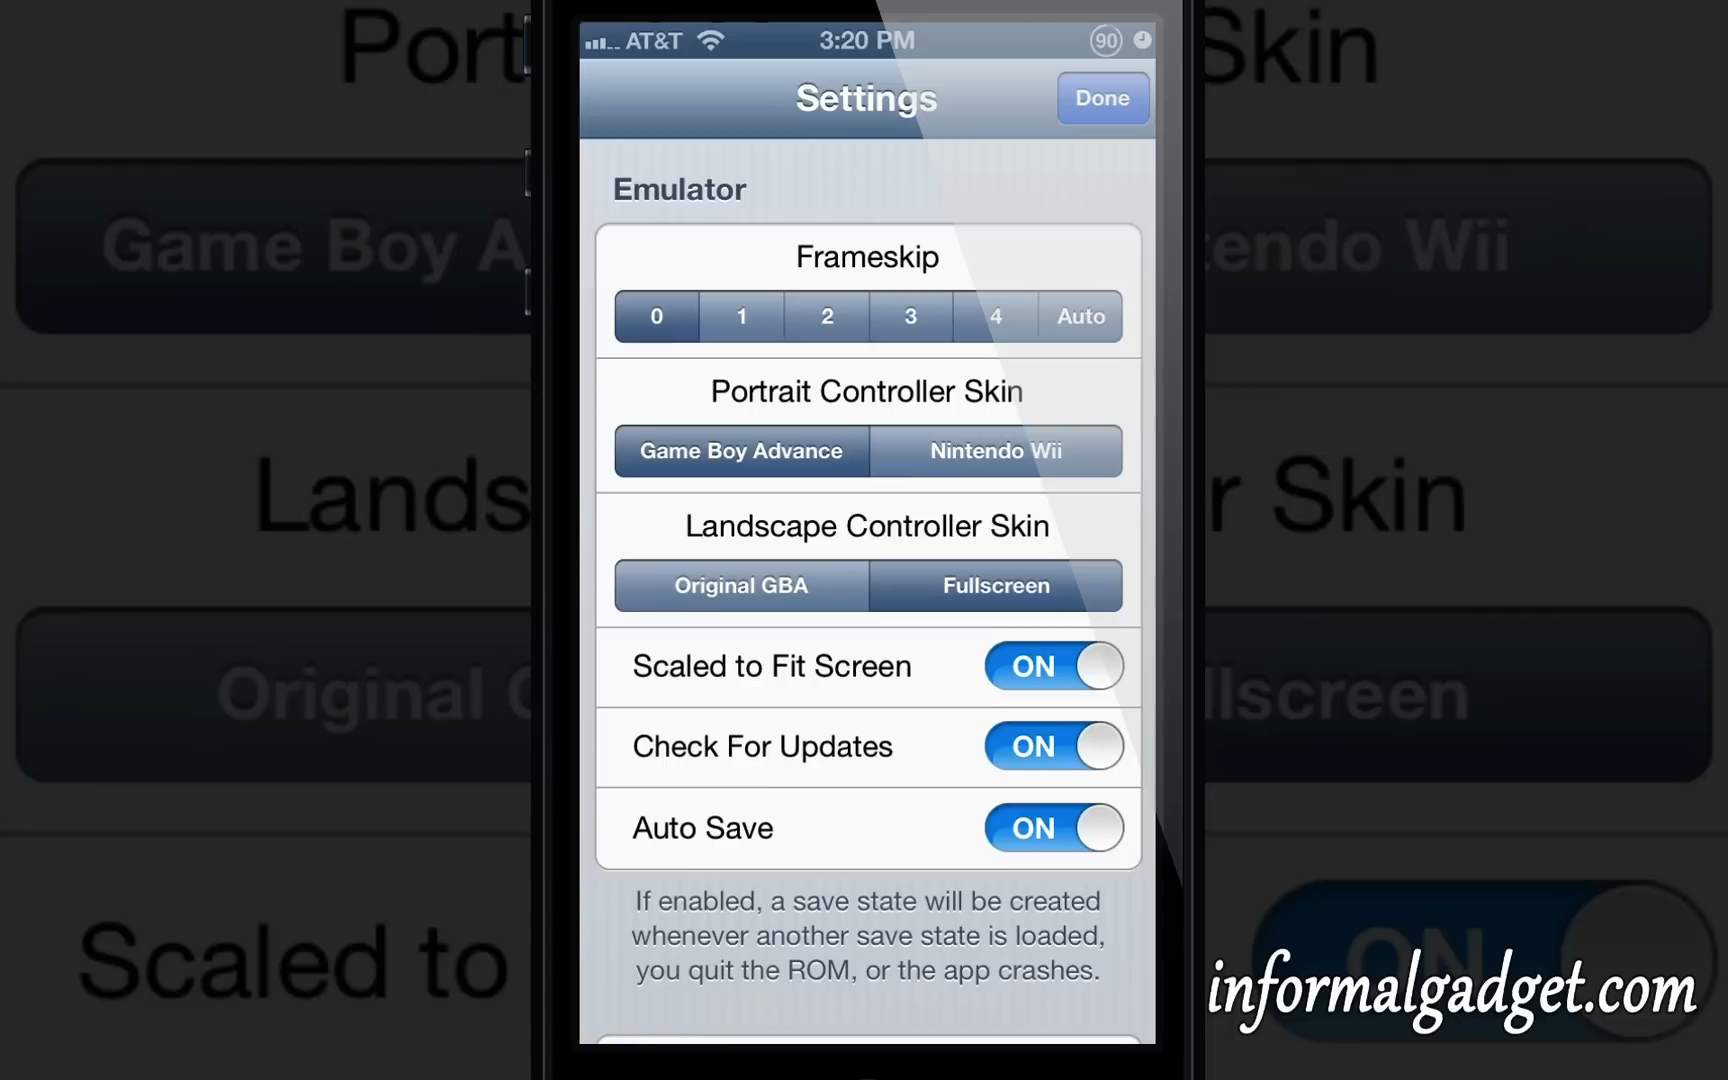 AT&T 3:20 PM 90
Settings Done
Emulator
Frameskip
0 1 2 3 4 Auto
Portrait Controller Skin
Game Boy Advance Nintendo Wii
Landscape Controller Skin
Original GBA Fullscreen
Scaled to Fit Screen ON
Check For Updates ON
Auto Save ON
If enabled, a save state will be created
whenever another save state is loaded,
you quit the ROM, or the app crashes.
Port Skin
Game Boy A tendo Wii
Lands r Skin
Original G llscreen
Scaled to ON
informalgadget.com